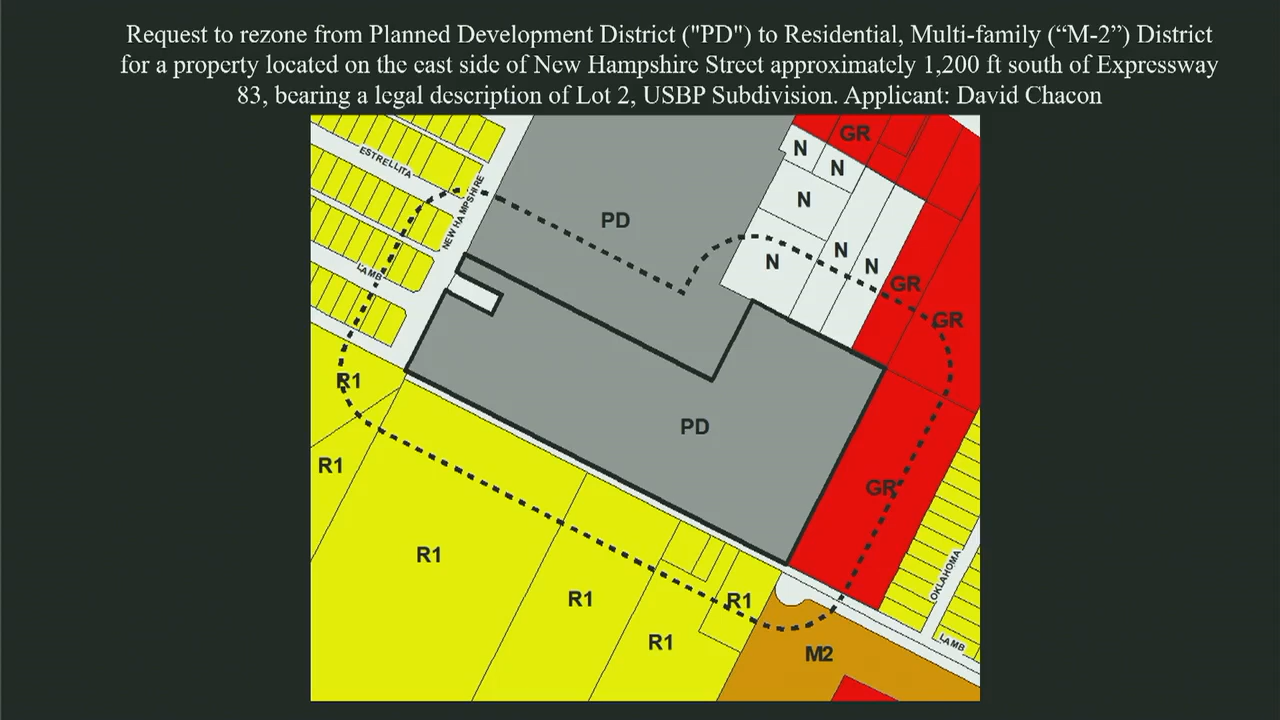 Request to rezone from Planned Development District ("PD") to Residential, Multi-family (“M-2”) District
for a property located on the east side of New Hampshire Street approximately 1,200 ft south of Expressway
83, bearing a legal description of Lot 2, USBP Subdivision. Applicant: David Chacon
GR
N
N
ESTRELLITA
N
NEW HAMPSHIRE
PD
N
N
N
LAMB
GR
GR
R1
PD
R1
GR
R1
OKLAHOMA
R1
R1
R1
LAMB
M2